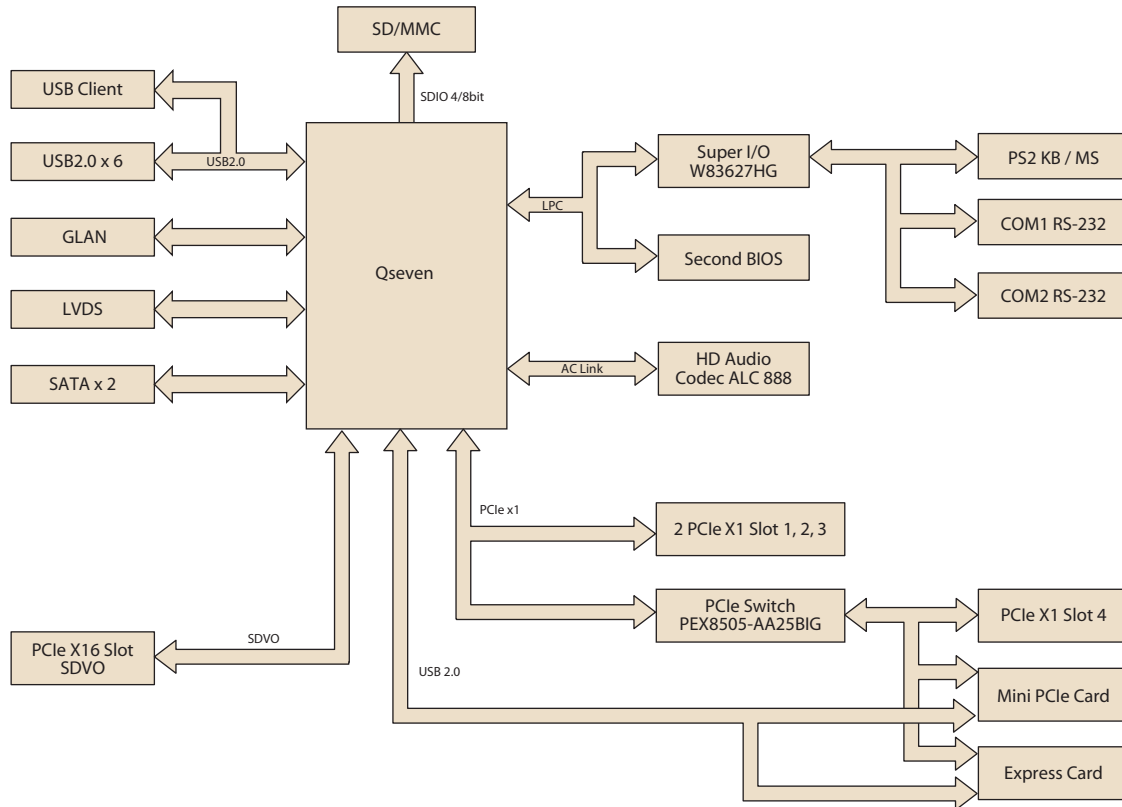 SD/MMC
SDIO 4/8bit
USB Client
USB2.0 x 6
USB2.0
GLAN
LVDS
SATA x 2
Qseven
LPC
Super I/O
W83627HG
Second BIOS
PS2 KB / MS
COM1 RS-232
COM2 RS-232
AC Link
HD Audio
Codec ALC 888
PCIe x1
2 PCIe X1 Slot 1, 2, 3
PCIe Switch
PEX8505-AA25BIG
PCIe X1 Slot 4
SDVO
PCIe X16 Slot
SDVO
USB 2.0
Mini PCIe Card
Express Card